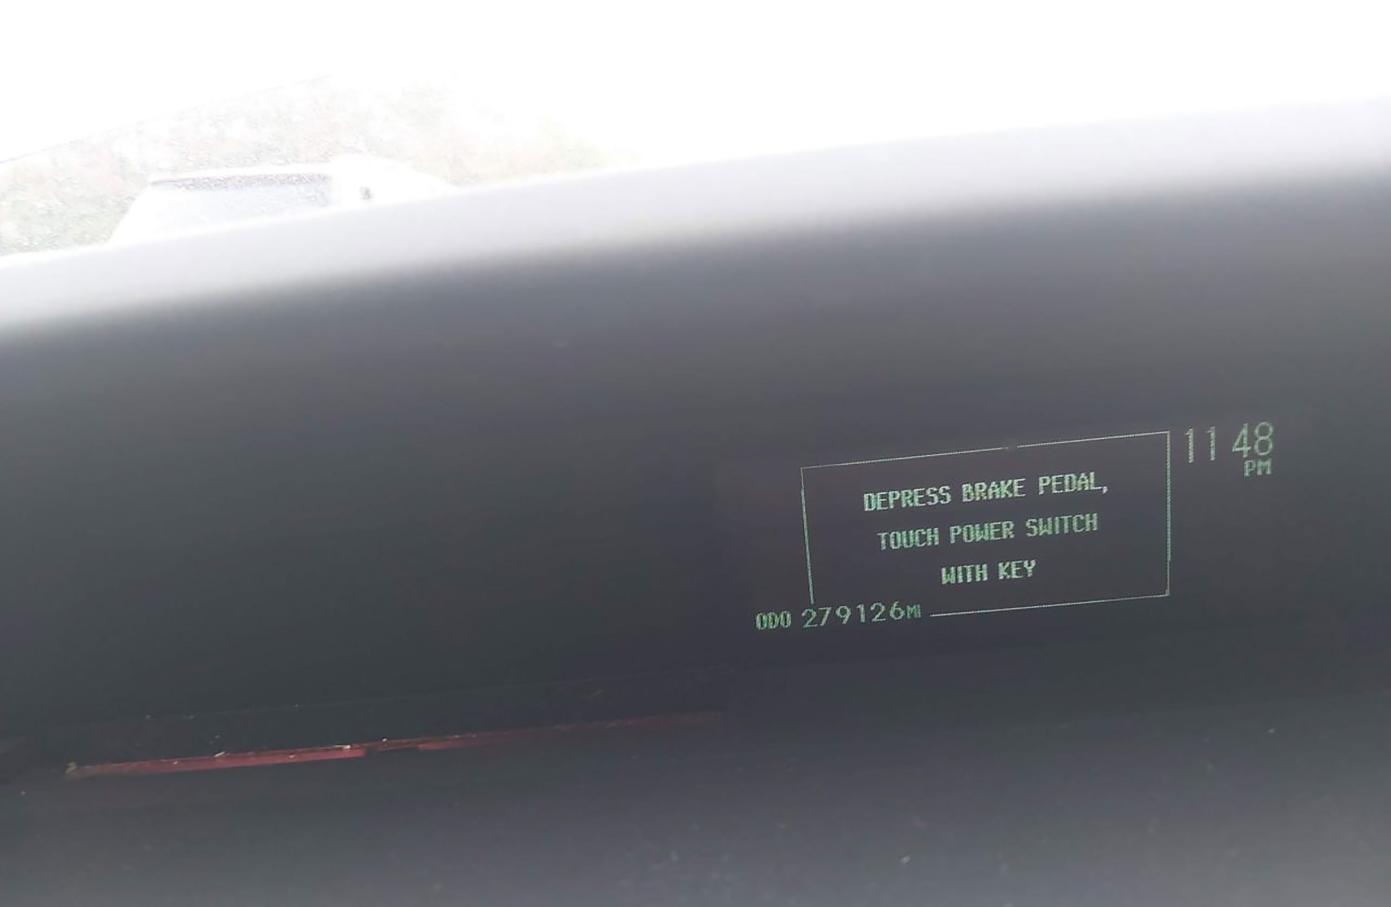 11 48
PM
DEPRESS BRAKE PEDAL,
TOUCH POWER SWITCH
WITH KEY
ODO 279126MI